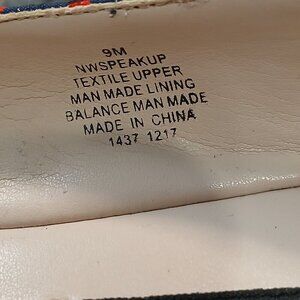 9M
NWSPEAKUP
TEXTILE UPPER
MAN MADE LINING
BALANCE MAN MADE
MADE IN CHINA
1437 1217